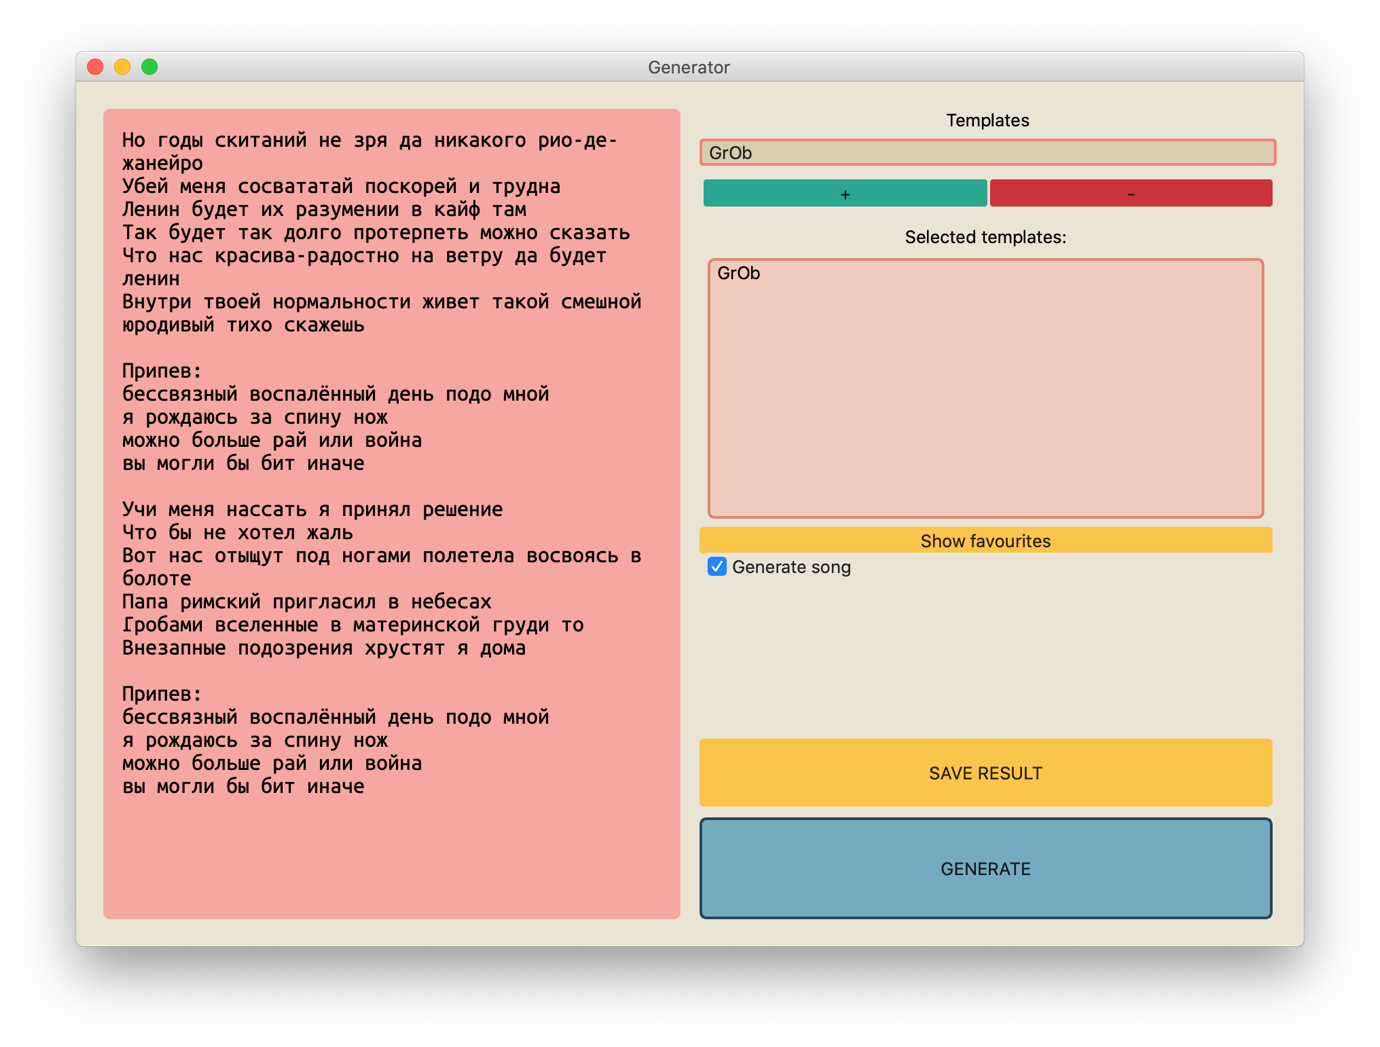 Generator
Но годы скитаний не зря да никакого рио-де-
жанейро
Убей меня сосвататай поскорей и трудна
Ленин будет их разумении в кайф там
Так будет так долго протерпеть можно сказать
Что нас красива-радостно на ветру да будет
ленин
Внутри твоей нормальности живет такой смешной
юродивый тихо скажешь
Припев:
бессвязный воспалённый день подо мной
я рождаюсь за спину нож
можно больше рай или война
вы могли бы бит иначе
Учи меня нассать я принял решение
Что бы не хотел жаль
Вот нас отыщут под ногами полетела восвоясь в
болоте
Папа римский пригласил в небесах
Гробами вселенные в материнской груди то
Внезапные подозрения хрустят я дома
Припев:
бессвязный воспалённый день подо мной
я рождаюсь за спину нож
можно больше рай или война
вы могли бы бит иначе
Templates
GrOb
+ -
Selected templates:
GrOb
Show favourites
Generate song
SAVE RESULT
GENERATE